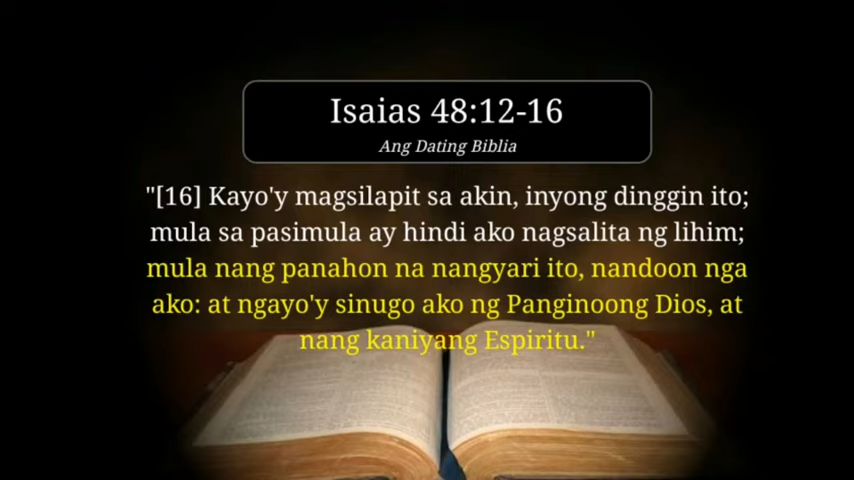 Isaias 48:12-16
Ang Dating Biblia
"[16] Kayo'y magsilapit sa akin, inyong dinggin ito;
mula sa pasimula ay hindi ako nagsalita ng lihim;
mula nang panahon na nangyari ito, nandoon nga
ako: at ngayo'y sinugo ako ng Panginoong Dios, at
nang kaniyang Espiritu."